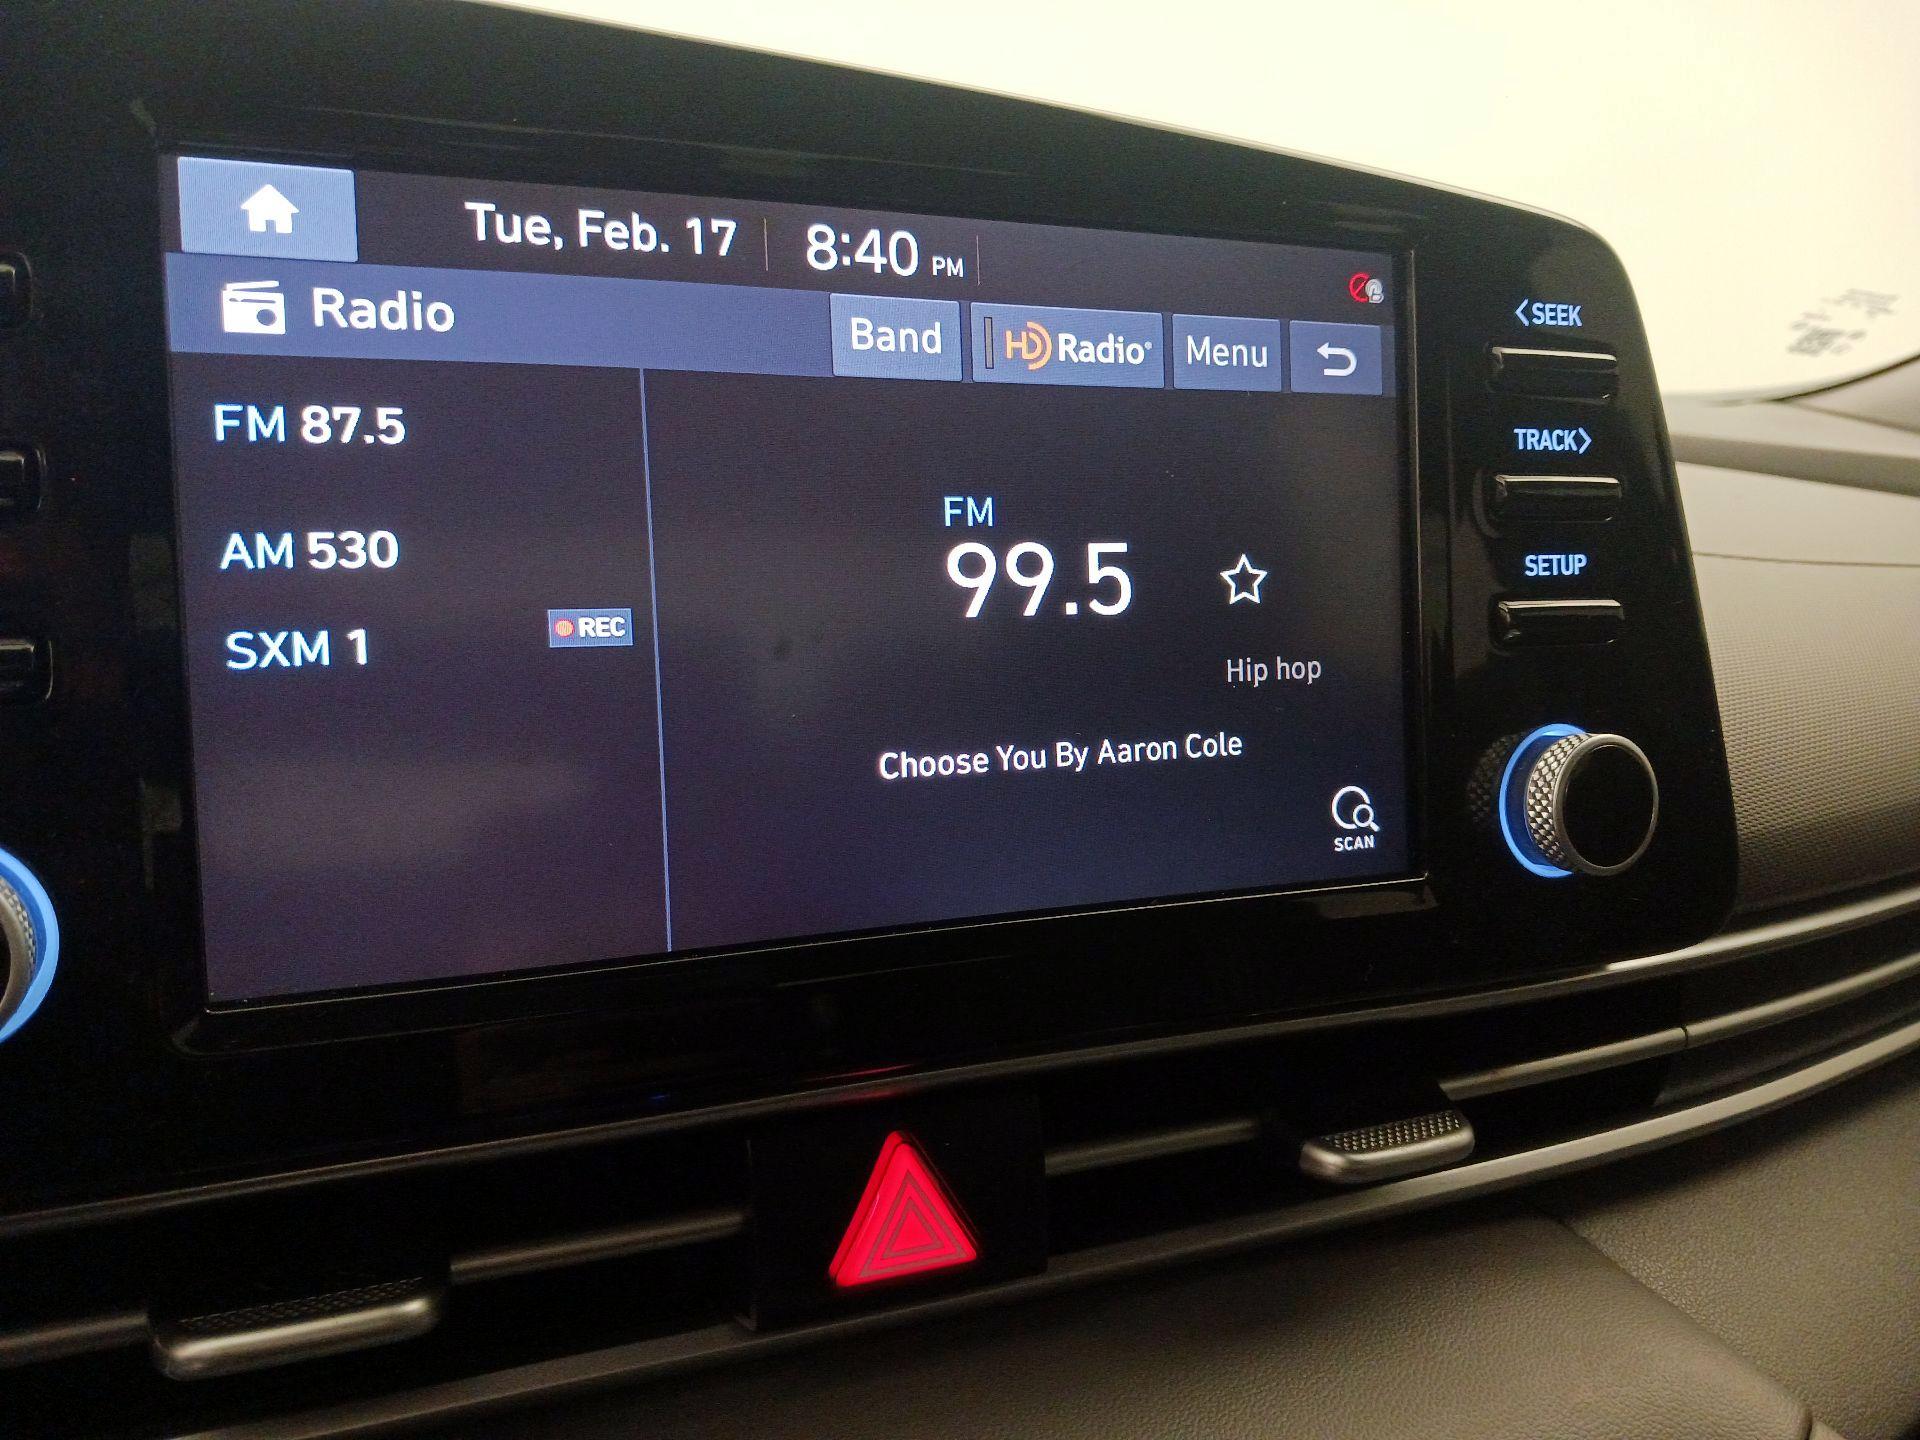 Tue, Feb. 17 8:40 PM
Radio Band HD Radio Menu
FM 87.5
AM 530
SXM 1 REC
FM
99.5
Hip hop
Choose You By Aaron Cole
SCAN
SEEK
TRACK
SETUP